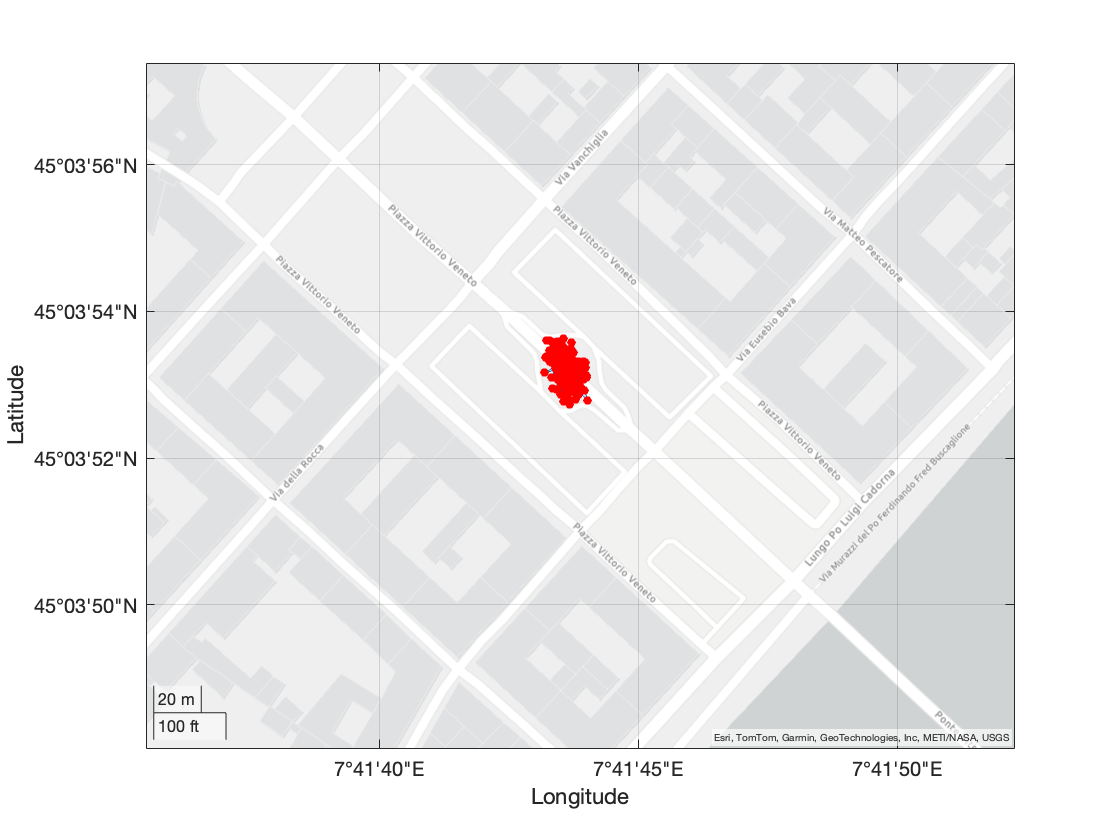 Via Vanchiglia
45°03'56"N
Piazza Vittorio Veneto
Piazza Vittorio Veneto
Via Matteo Pescatore
Piazza Vittorio Veneto
45°03'54"N
Via Eusebio Bava
Latitude
Piazza Vittorio Veneto
45°03'52"N
Via della Rocca
Lungo Po Luigi Cadorna
Via Murazzi del Po Ferdinando Fred Buscaglione
Piazza Vittorio Veneto
45°03'50"N
20 m
100 ft
Pont
Esri, TomTom, Garmin, GeoTechnologies, Inc, METI/NASA, USGS
7°41'40"E
7°41'45"E
7°41'50"E
Longitude